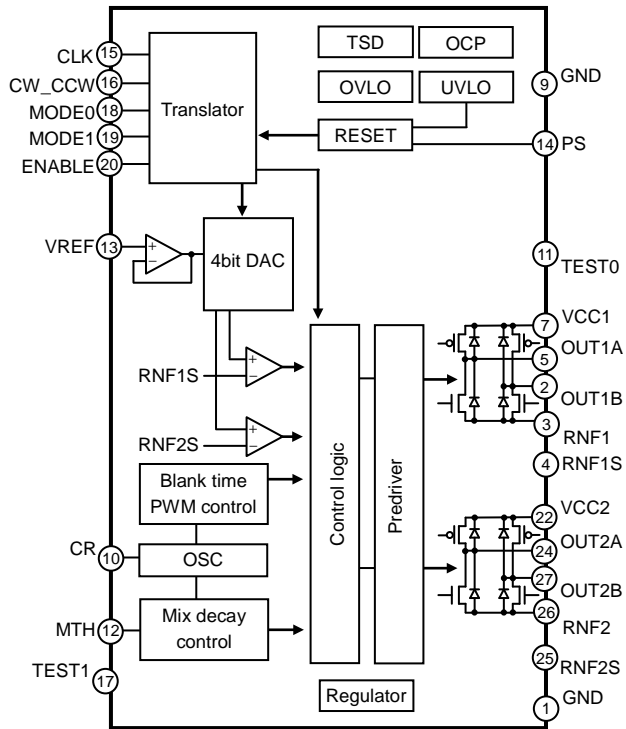 15
CLK
16
CW_CCW
18
MODE0
19
MODE1
20
ENABLE
Translator
TSD
OCP
OVLO
UVLO
RESET
9
GND
14
PS
13
VREF
+
−
4bit DAC
11
TEST0
RNF1S
+
−
RNF2S
+
−
Control logic
Predriver
7
VCC1
5
OUT1A
2
OUT1B
3
RNF1
4
RNF1S
Blank time
PWM control
10
CR
OSC
12
MTH
Mix decay
control
17
TEST1
22
VCC2
24
OUT2A
27
OUT2B
26
RNF2
25
RNF2S
1
GND
Regulator